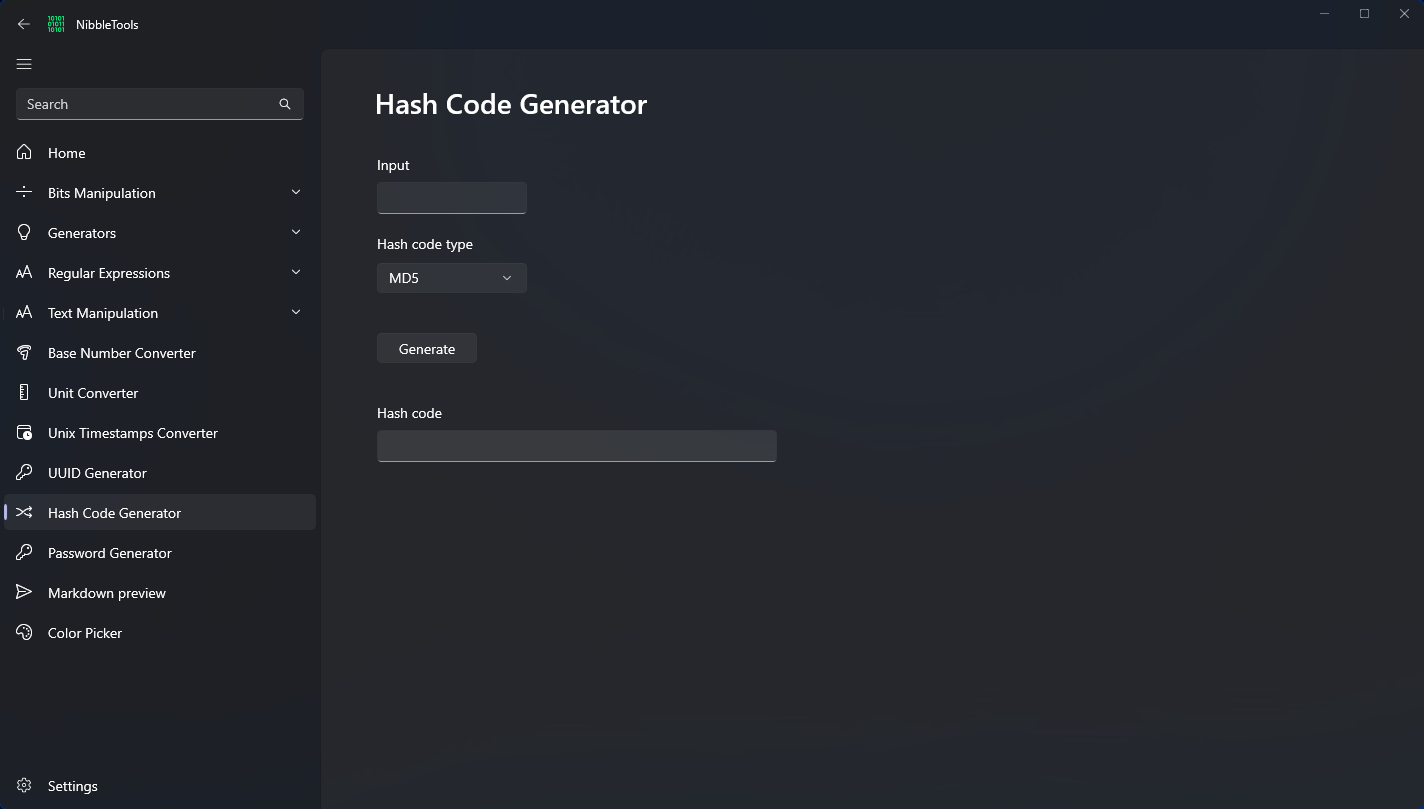 NibbleTools
Search
Home
Bits Manipulation
Generators
Regular Expressions
Text Manipulation
Base Number Converter
Unit Converter
Unix Timestamps Converter
UUID Generator
Hash Code Generator
Password Generator
Markdown preview
Color Picker
Settings
Hash Code Generator
Input
Hash code type
MD5
Generate
Hash code